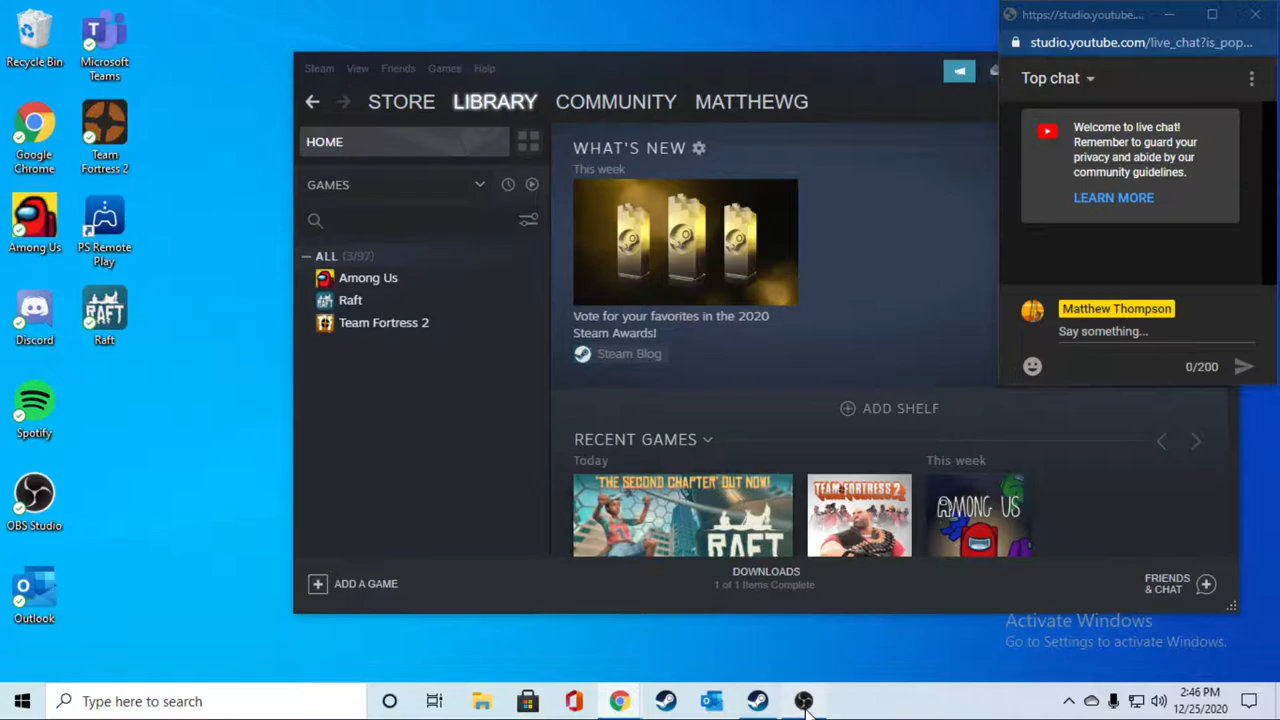 Recycle Bin
Microsoft
Teams
Google
Chrome
Team
Fortress 2
Among Us
PS Remote
Play
Discord
RAFT
Raft
Spotify
OBS Studio
Outlook
Steam View Friends Games Help
STORE LIBRARY COMMUNITY MATTHEWG
HOME
GAMES
— ALL (3/97)
Among Us
Raft
Team Fortress 2
WHAT'S NEW
This week
Vote for your favorites in the 2020
Steam Awards!
Steam Blog
ADD SHELF
RECENT GAMES
Today
This week
"THE SECOND CHAPTER" OUT NOW!
RAFT
TEAM FORTRESS 2
AMONG US
ADD A GAME
DOWNLOADS
1 of 1 Items Complete
FRIENDS
& CHAT
https://studio.youtube....
studio.youtube.com/live_chat?is_pop...
Top chat
Welcome to live chat!
Remember to guard your
privacy and abide by our
community guidelines.
LEARN MORE
Matthew Thompson
Say something...
0/200
Activate Windows
Go to Settings to activate Windows.
Type here to search
2:46 PM
12/25/2020